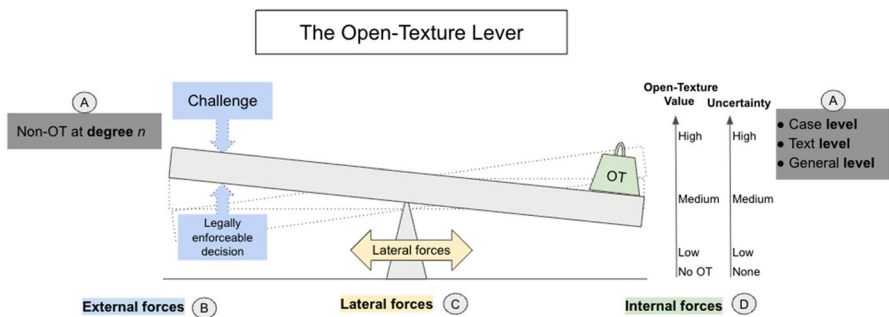 The Open-Texture Lever
A
Non-OT at degree n
Challenge
Legally
enforceable
decision
Lateral forces
OT
Open-Texture
Value
Uncertainty
High
High
Medium
Medium
Low
Low
No OT
None
A
● Case level
● Text level
● General level
External forces
B
Lateral forces
C
Internal forces
D